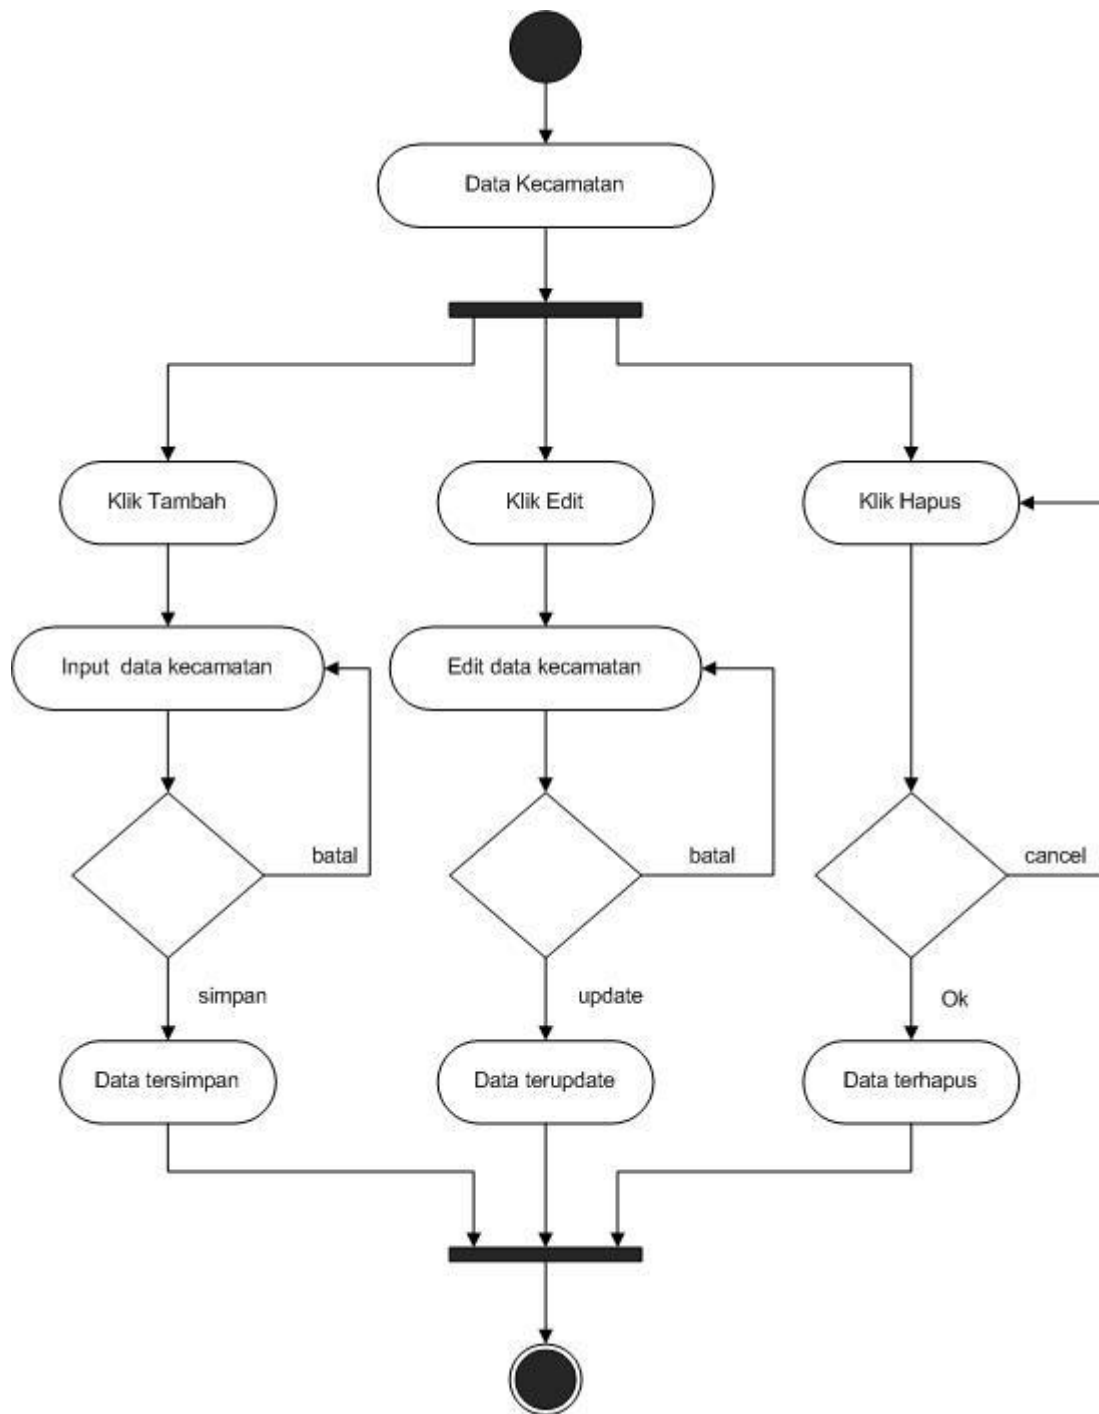 Data Kecamatan
Klik Tambah
Klik Edit
Klik Hapus
Input data kecamatan
Edit data kecamatan
batal
batal
cancel
simpan
update
Ok
Data tersimpan
Data terupdate
Data terhapus